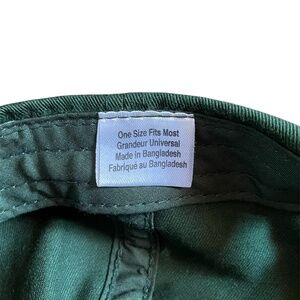 One Size Fits Most
Grandeur Universal
Made in Bangladesh
Fabriqué au Bangladesh